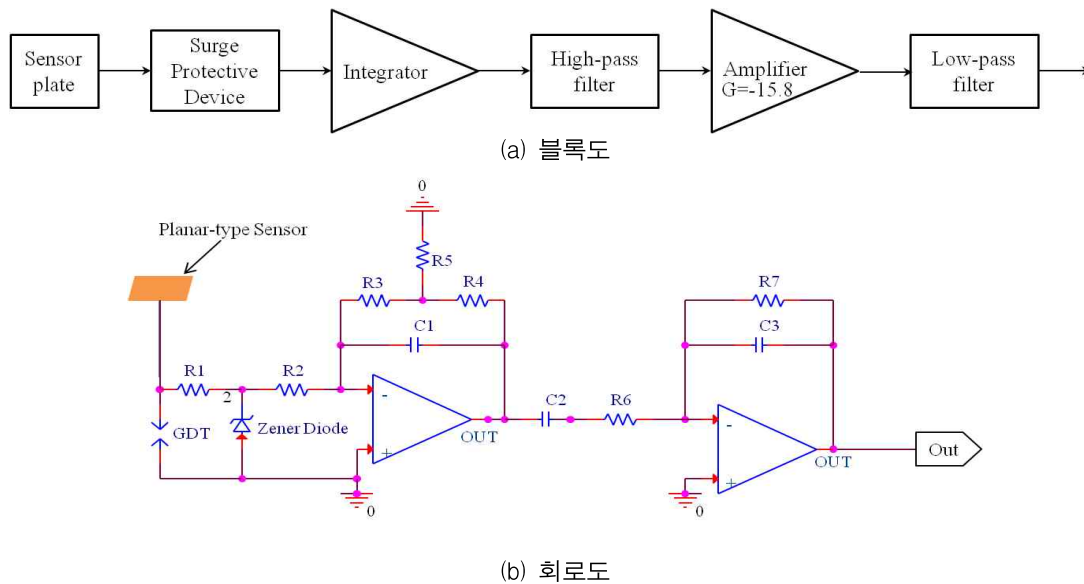 Sensor
plate
Surge
Protective
Device
Integrator
High-pass
filter
Amplifier
G=-15.8
Low-pass
filter
(a) 블록도
0
Planar-type Sensor
R5
R3
R4
C1
R7
C3
R1
R2
2
-
C2
R6
-
GDT
Zener Diode
OUT
+
OUT
Out
+
0
0
(b) 회로도